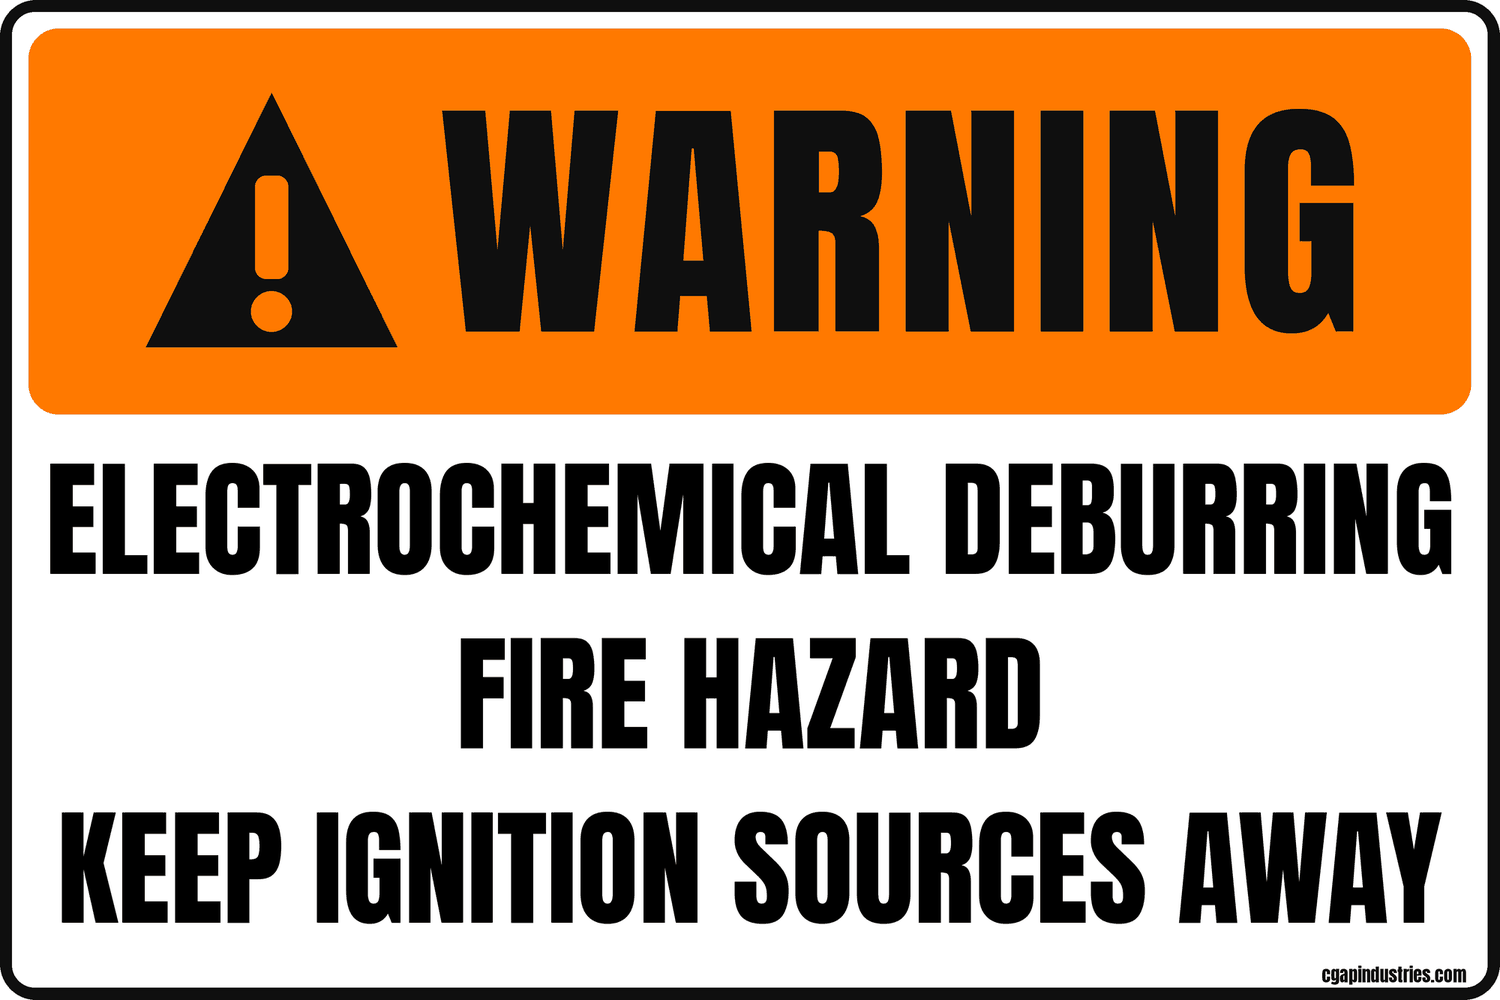 WARNING
ELECTROCHEMICAL DEBURRING
FIRE HAZARD
KEEP IGNITION SOURCES AWAY
cgapindustries.com